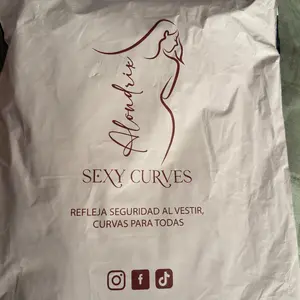 Alondrix
SEXY CURVES
REFLEJA SEGURIDAD AL VESTIR,
CURVAS PARA TODAS